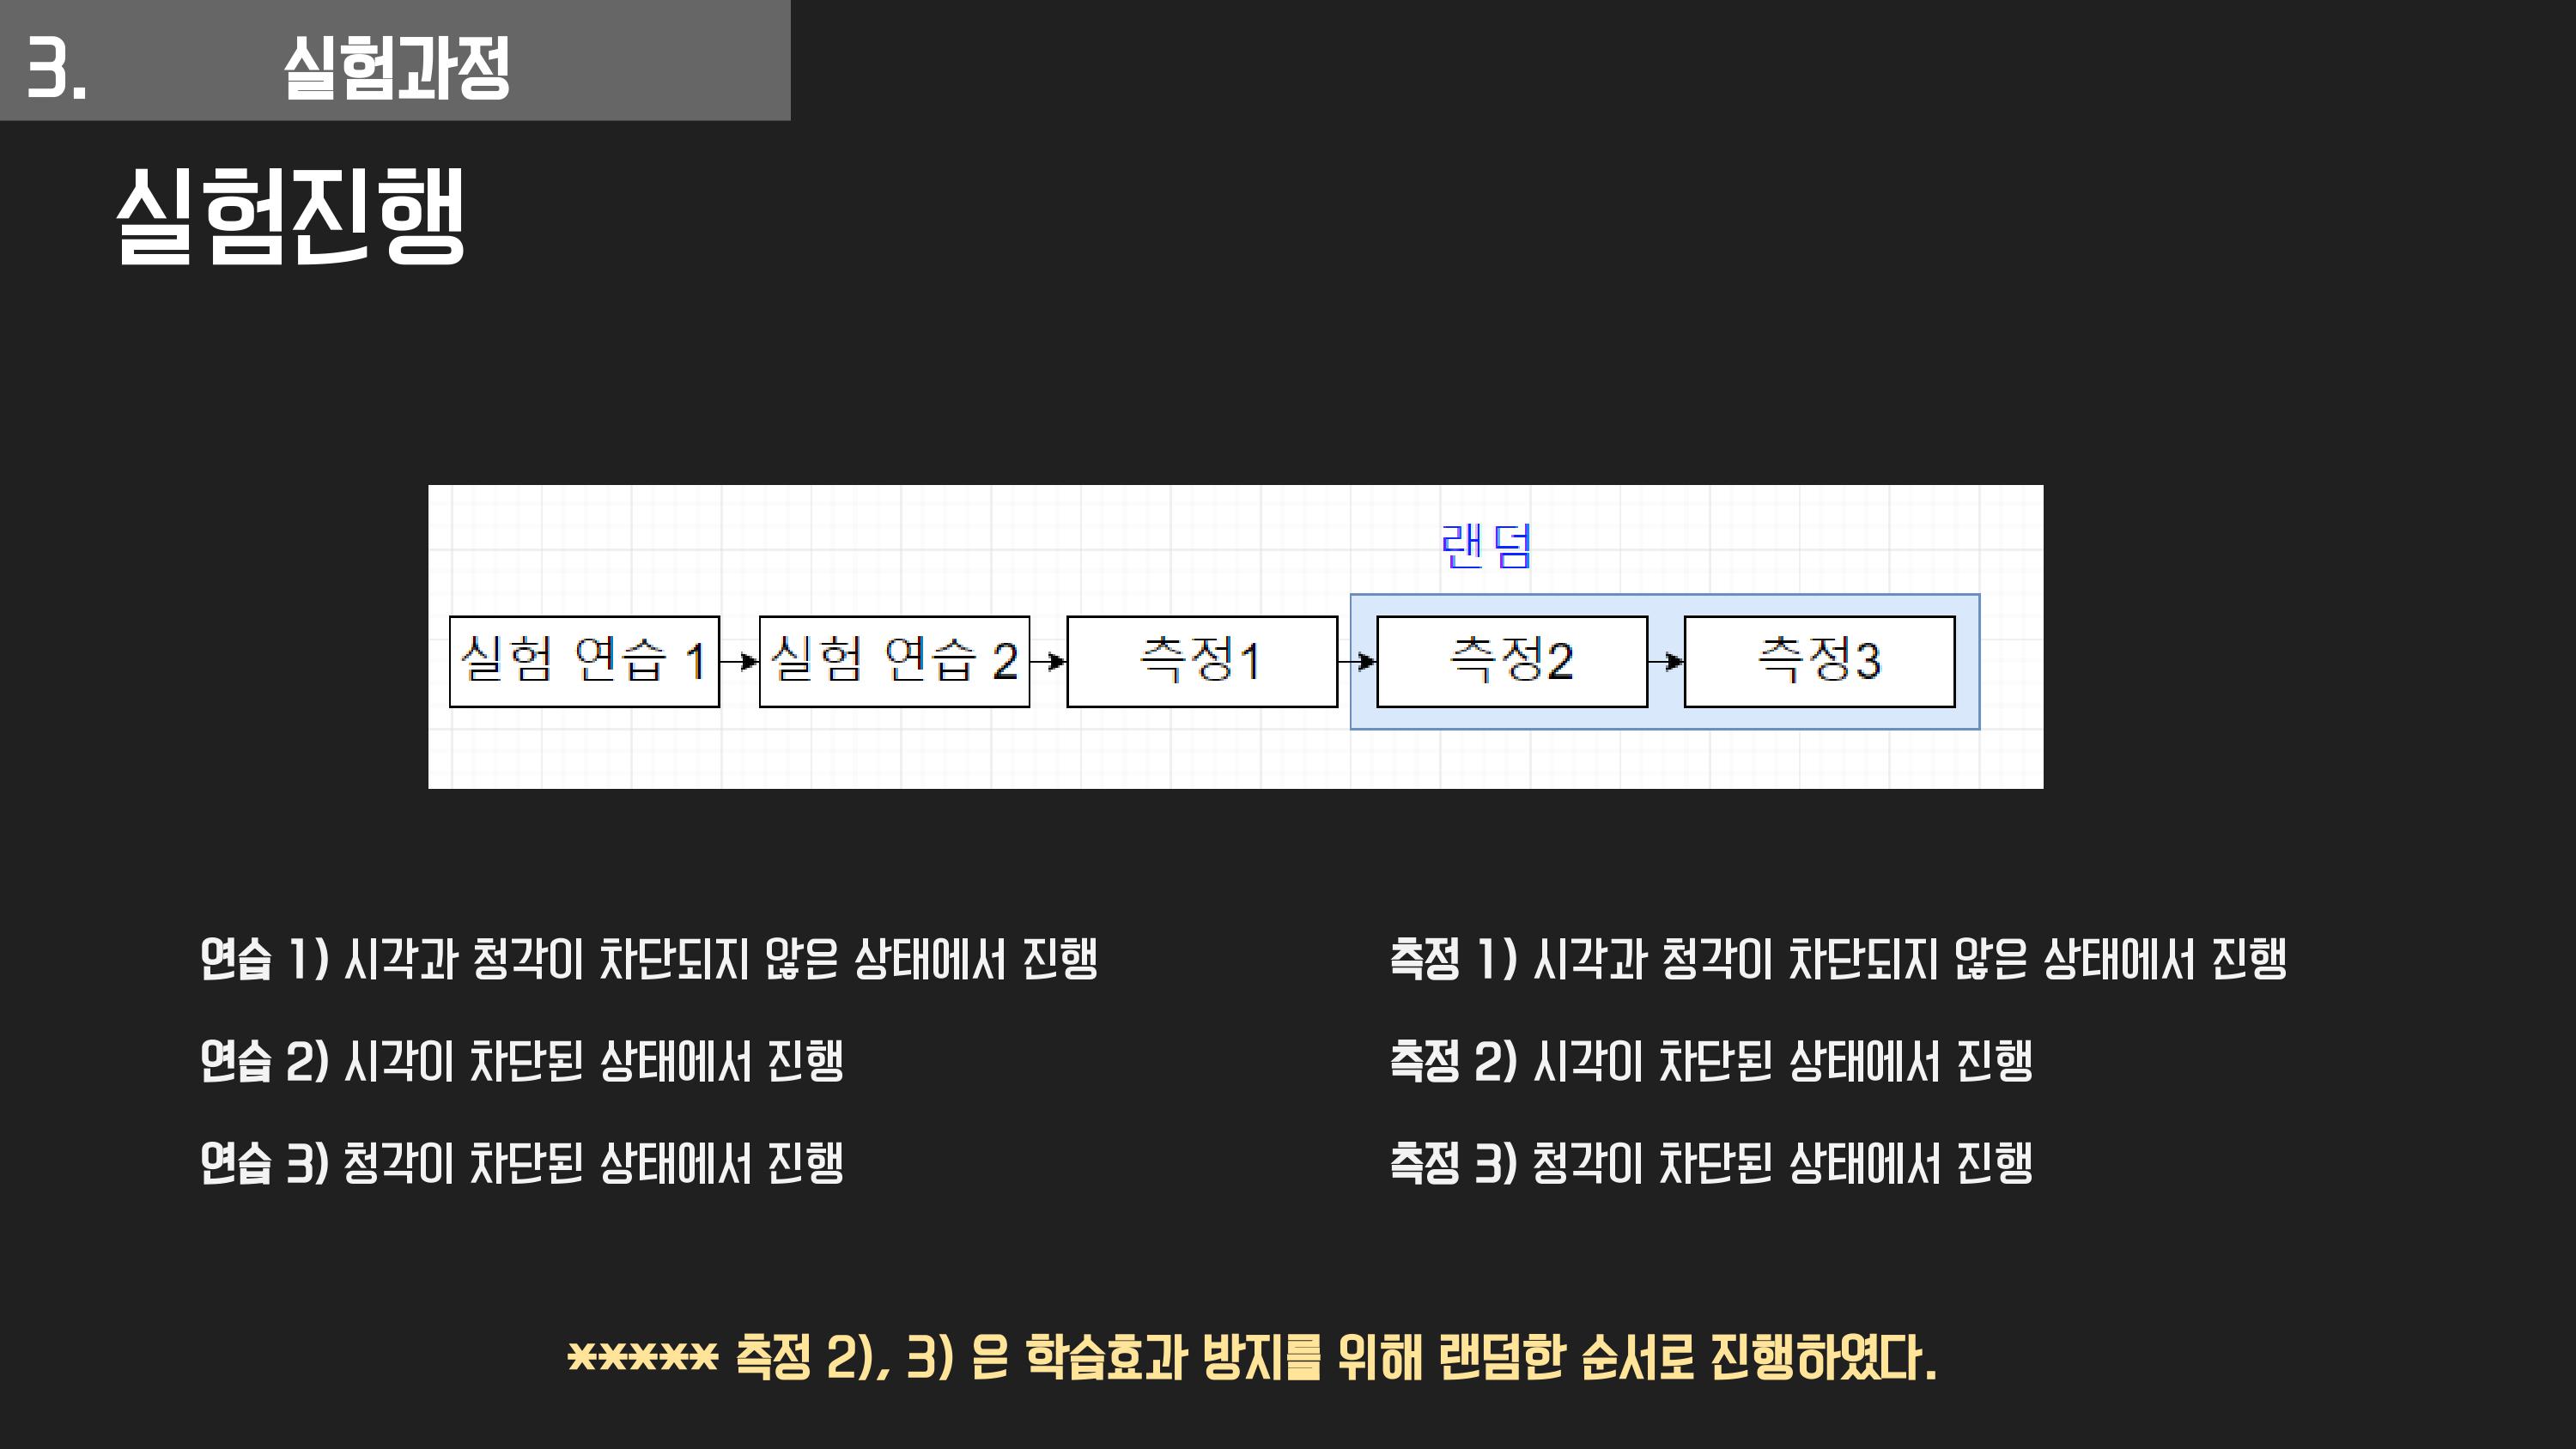 3. 실험과정
실험진행
랜덤
실험 연습 1 실험 연습 2 측정1 측정2 측정3
연습 1) 시각과 청각이 차단되지 않은 상태에서 진행
연습 2) 시각이 차단된 상태에서 진행
연습 3) 청각이 차단된 상태에서 진행
측정 1) 시각과 청각이 차단되지 않은 상태에서 진행
측정 2) 시각이 차단된 상태에서 진행
측정 3) 청각이 차단된 상태에서 진행
***** 측정 2), 3) 은 학습효과 방지를 위해 랜덤한 순서로 진행하였다.